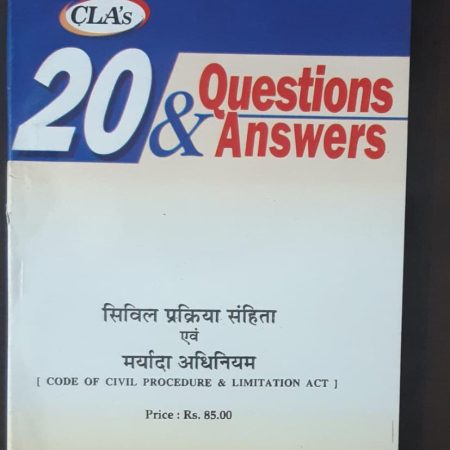 CLA's
20 Questions
& Answers
सिविल प्रक्रिया संहिता
एवं
मर्यादा अधिनियम
[ CODE OF CIVIL PROCEDURE & LIMITATION ACT ]
Price : Rs. 85.00